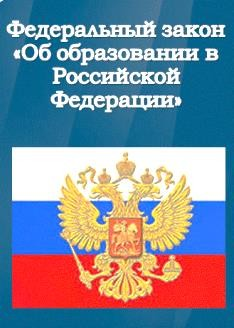 Федеральный закон
«Об образовании в
Российской
Федерации»